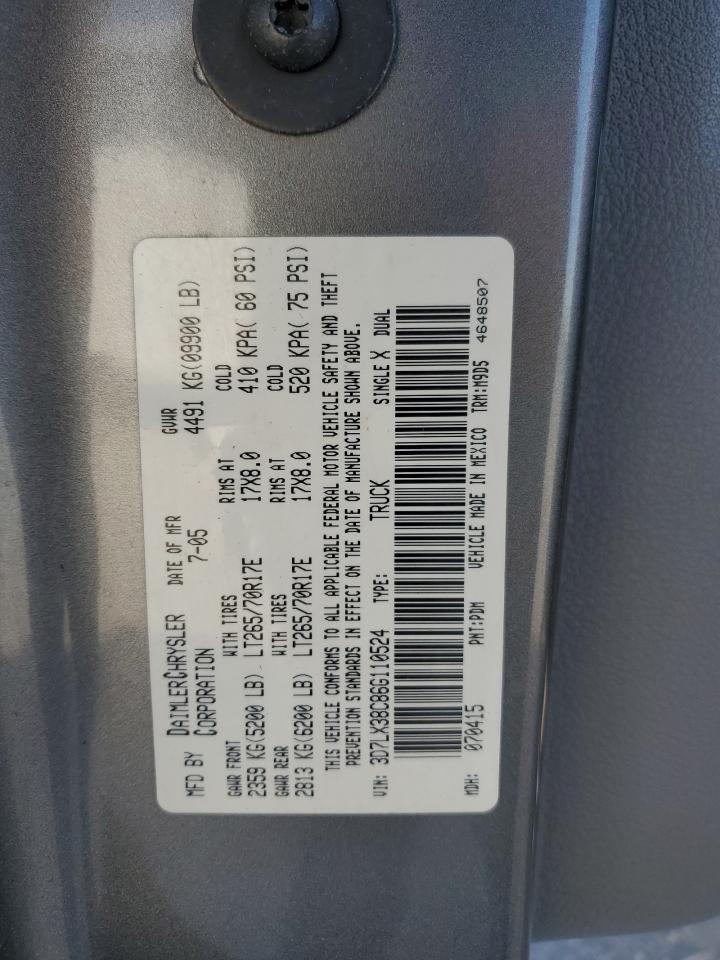 MFD BY DAIMLERCHRYSLER CORPORATION DATE OF MFR 7-05 GVWR 4491 KG(09900 LB)
GAWR FRONT WITH TIRES RIMS AT COLD
2359 KG(5200 LB) LT265/70R17E 17X8.0 410 KPA( 60 PSI)
GAWR REAR WITH TIRES RIMS AT COLD
2813 KG(6200 LB) LT265/70R17E 17X8.0 520 KPA( 75 PSI)
THIS VEHICLE CONFORMS TO ALL APPLICABLE FEDERAL MOTOR VEHICLE SAFETY AND THEFT
PREVENTION STANDARDS IN EFFECT ON THE DATE OF MANUFACTURE SHOWN ABOVE.
VIN: 3D7LX38C86G110524 TYPE: TRUCK SINGLE X DUAL
MDH: 070415 PNT:PDM VEHICLE MADE IN MEXICO TRM:M9D5 4648507